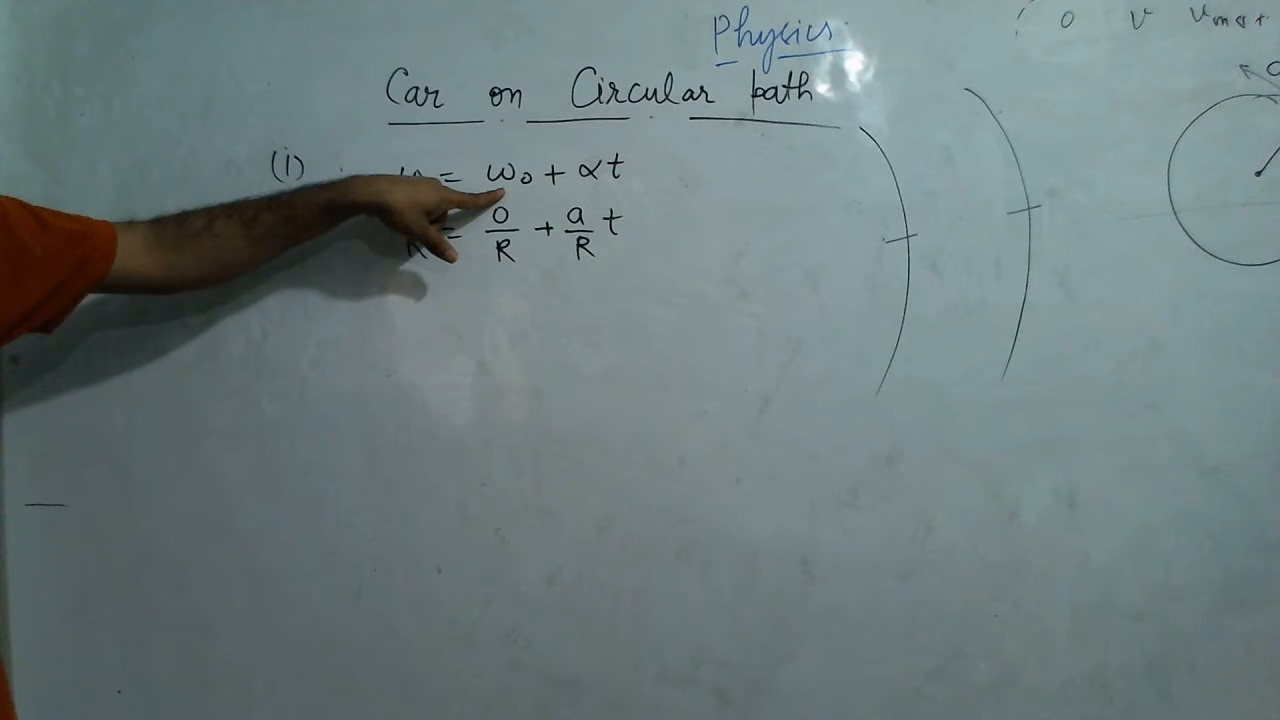 Physics
0 v vmax
Car on Circular path
(i) = ω₀ + αt
= 0/R + a/R t